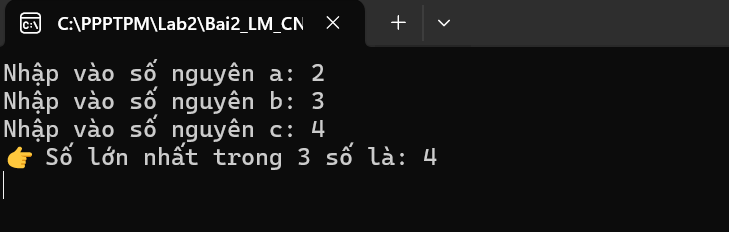 C:\PPPTPM\Lab2\Bai2_LM_CN
Nhập vào số nguyên a: 2
Nhập vào số nguyên b: 3
Nhập vào số nguyên c: 4
👉 Số lớn nhất trong 3 số là: 4